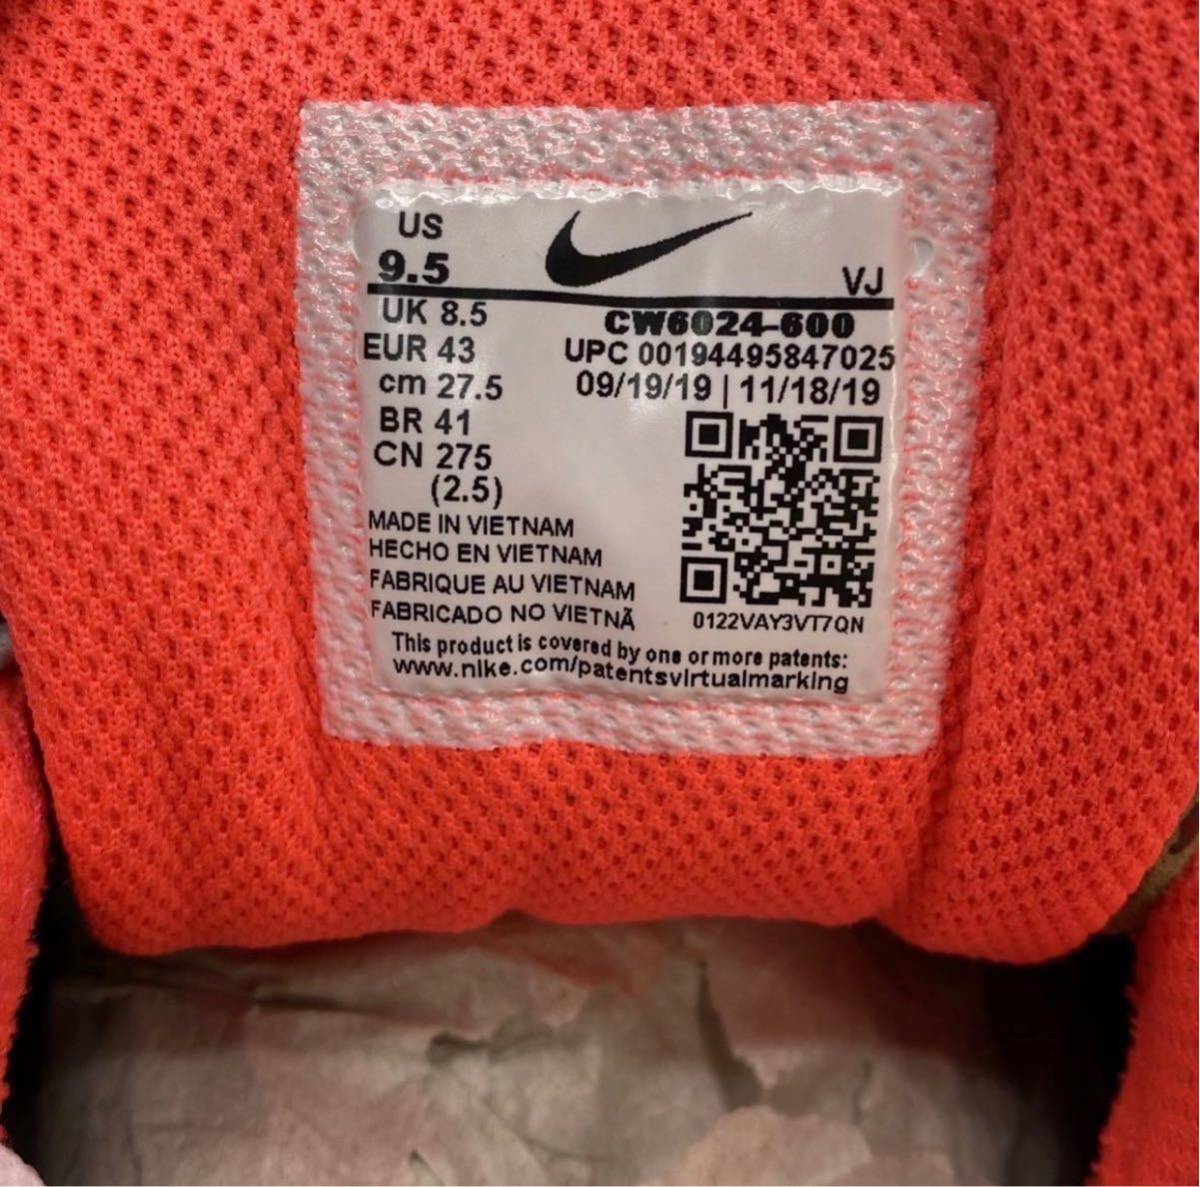 US
9.5
VJ
UK 8.5
CW6024-600
EUR 43
UPC 00194495847025
cm 27.5
09/19/19 | 11/18/19
BR 41
CN 275
(2.5)
MADE IN VIETNAM
HECHO EN VIETNAM
FABRIQUE AU VIETNAM
FABRICADO NO VIETNÃ
0122VAY3VT7QN
This product is covered by one or more patents:
www.nike.com/patentsvirtualmarking